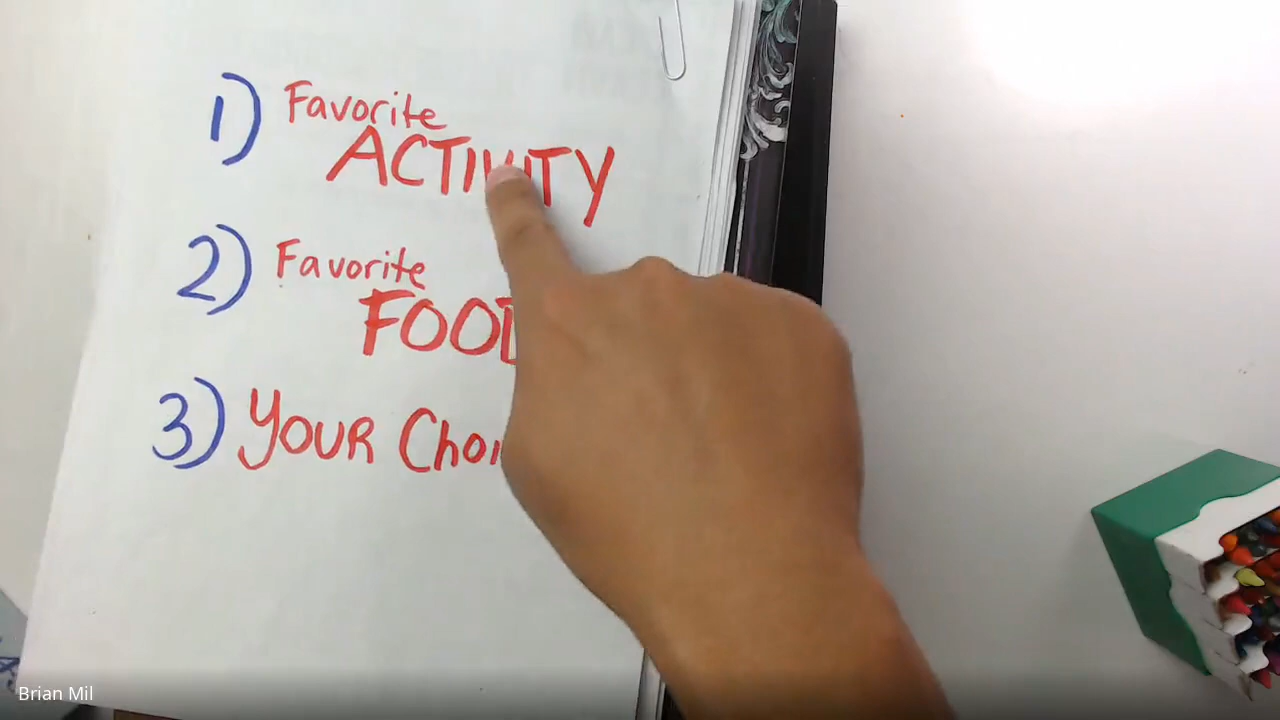 1) Favorite
ACTIVITY
2) Favorite
FOOD
3) YOUR
Brian Mil